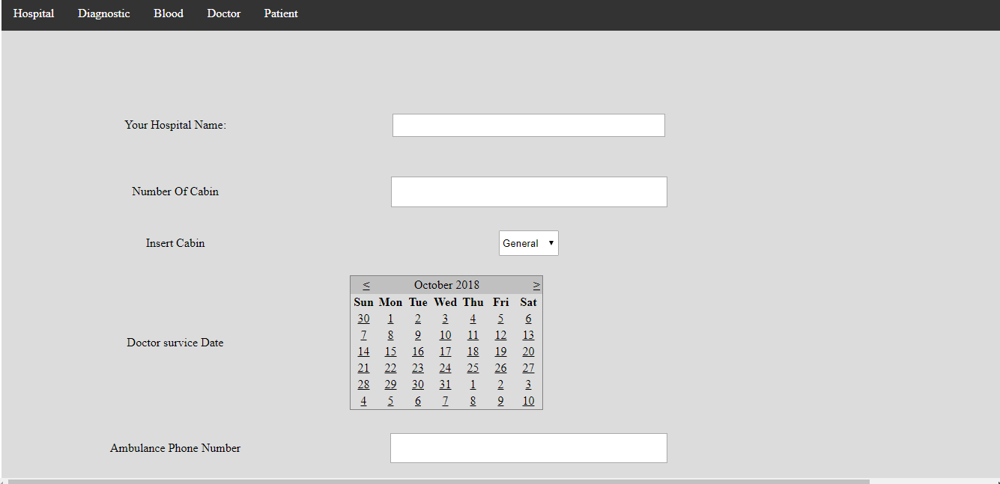 Hospital Diagnostic Blood Doctor Patient
Your Hospital Name:
Number Of Cabin
Insert Cabin General ▼
< October 2018 >
Sun Mon Tue Wed Thu Fri Sat
30 1 2 3 4 5 6
7 8 9 10 11 12 13
14 15 16 17 18 19 20
21 22 23 24 25 26 27
28 29 30 31 1 2 3
4 5 6 7 8 9 10
Doctor survice Date
Ambulance Phone Number